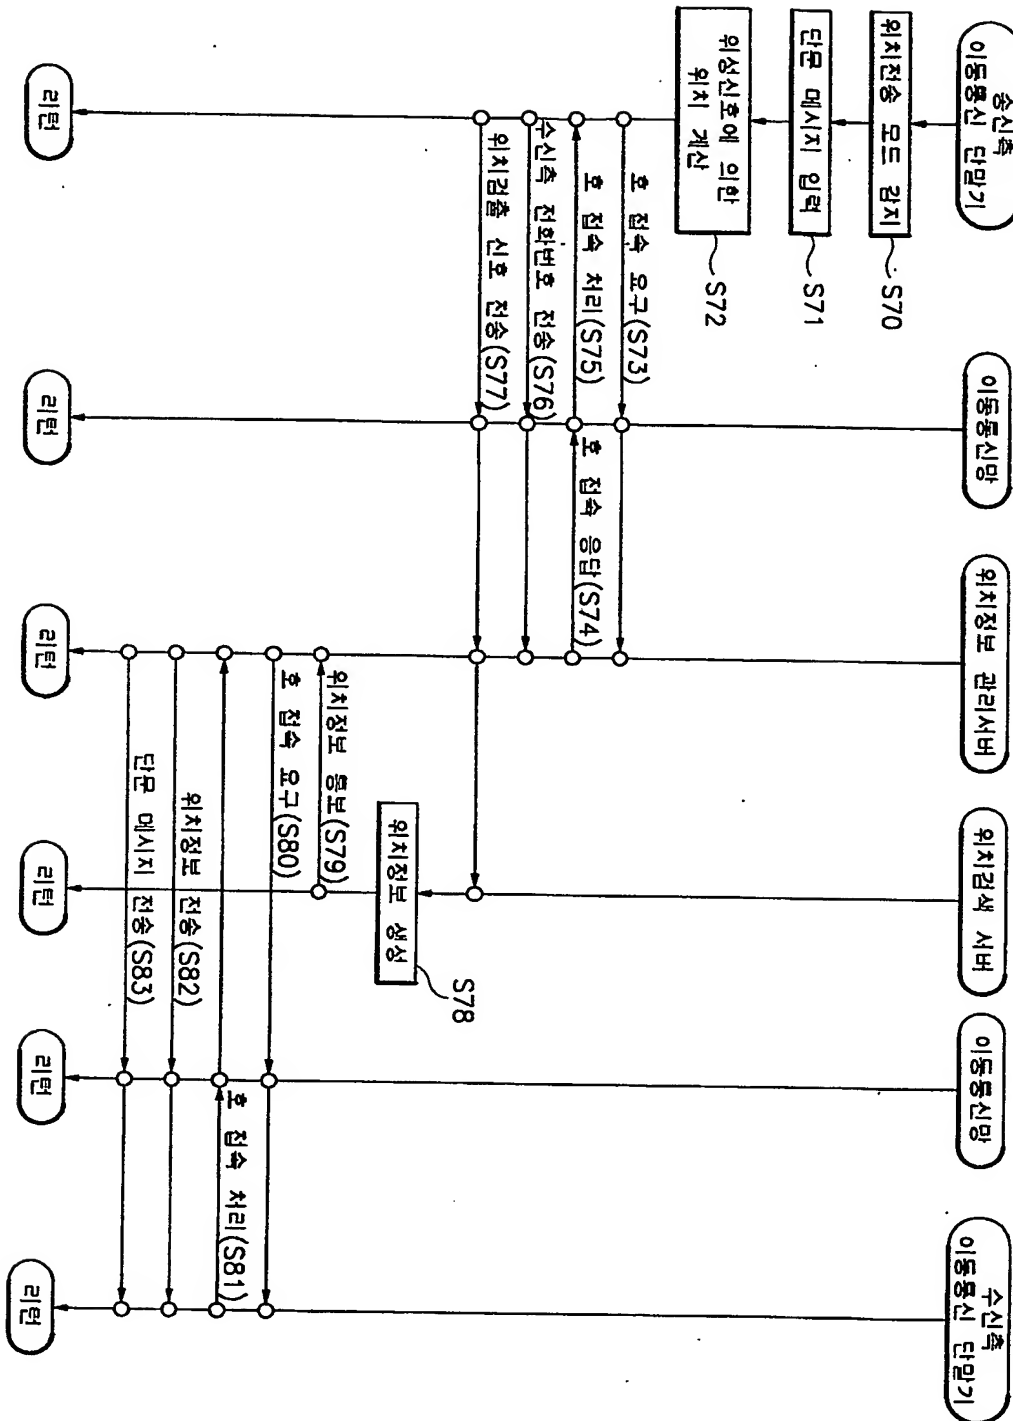 송신측
이동통신 단말기
이동통신망
위치정보 관리서버
위치검색 서버
이동통신망
수신측
이동통신 단말기
위치전송 모드 감지
S70
단문 메시지 입력
S71
위성신호에 의한
위치 계산
S72
호 접속 요구(S73)
호 접속 응답(S74)
호 접속 처리(S75)
수신측 전화번호 전송(S76)
위치검출 신호 전송(S77)
위치정보 생성
S78
위치정보 통보(S79)
호 접속 요구(S80)
호 접속 처리(S81)
위치정보 전송(S82)
단문 메시지 전송(S83)
리턴
리턴
리턴
리턴
리턴
리턴